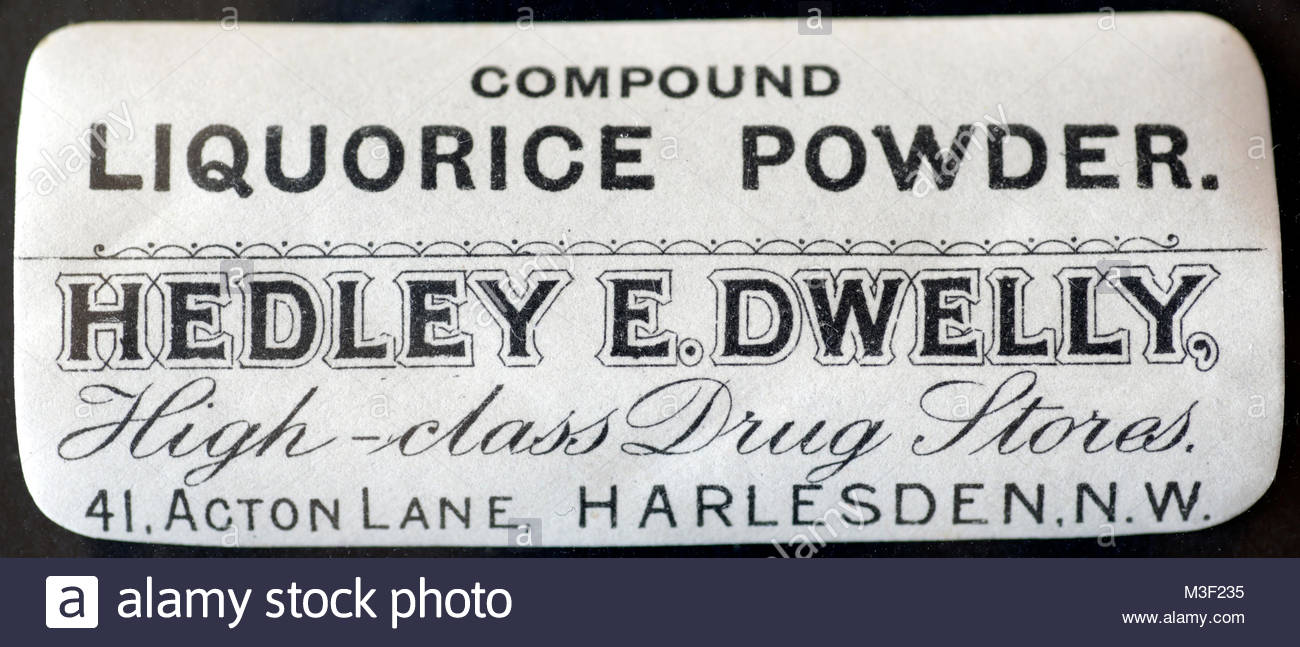 COMPOUND
LIQUORICE POWDER.
HEDLEY E. DWELLY,
High-class Drug Stores.
41, ACTON LANE, HARLESDEN, N.W.
a alamy stock photo
M3F235
www.alamy.com